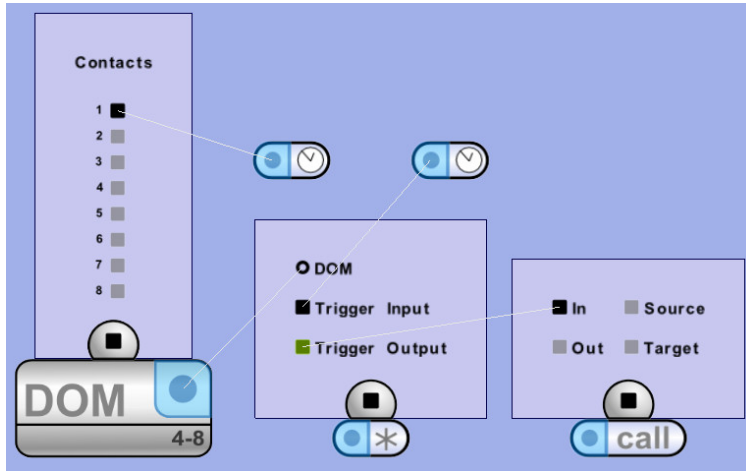 Contacts
1
2
3
4
5
6
7
8
DOM
4-8
DOM
Trigger Input
Trigger Output
*
In
Source
Out
Target
call